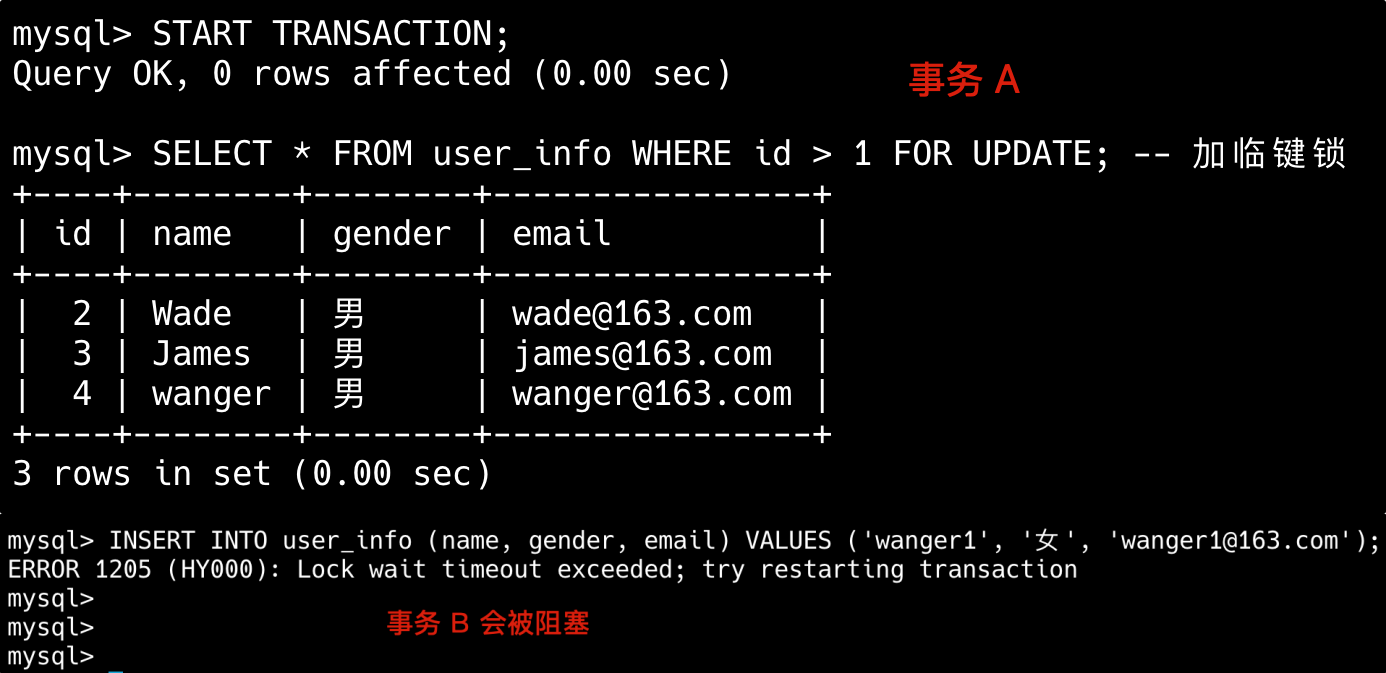 mysql> START TRANSACTION;
Query OK, 0 rows affected (0.00 sec)
事务 A
mysql> SELECT * FROM user_info WHERE id > 1 FOR UPDATE; -- 加临键锁
+----+--------+--------+----------------+
| id | name   | gender | email          |
+----+--------+--------+----------------+
|  2 | Wade   | 男      | wade@163.com   |
|  3 | James  | 男      | james@163.com  |
|  4 | wanger | 男      | wanger@163.com |
+----+--------+--------+----------------+
3 rows in set (0.00 sec)
mysql> INSERT INTO user_info (name, gender, email) VALUES ('wanger1', '女', 'wanger1@163.com');
ERROR 1205 (HY000): Lock wait timeout exceeded; try restarting transaction
mysql>
事务 B 会被阻塞
mysql>
mysql>